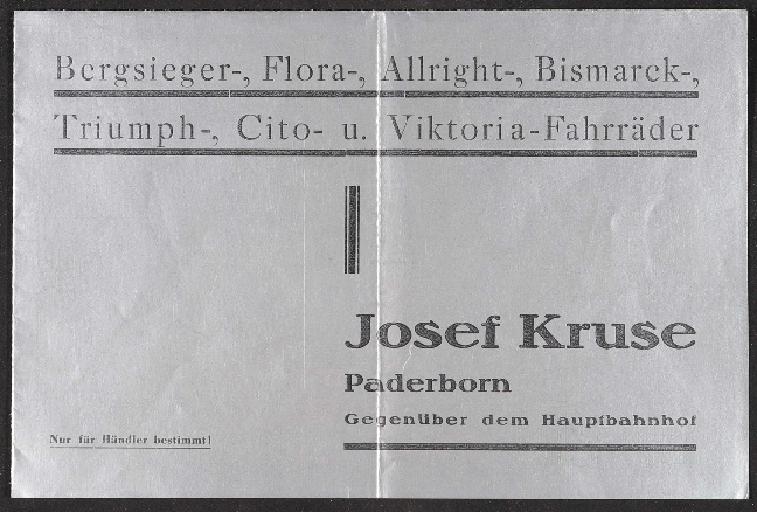 Bergsieger-, Flora-, Allright-, Bismarck-,
Triumph-, Cito- u. Viktoria-Fahrräder
Josef Kruse
Paderborn
Gegenüber dem Hauptbahnhof
Nur für Händler bestimmt!